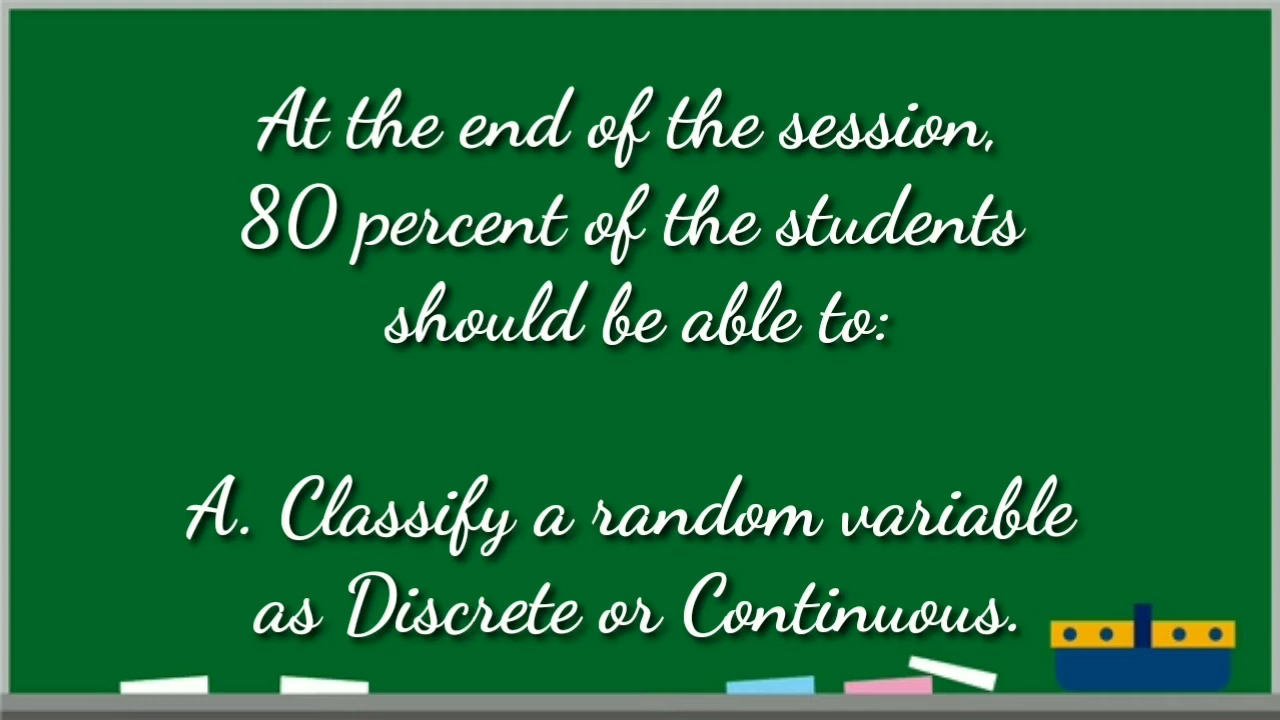 At the end of the session,
80 percent of the students
should be able to:
A. Classify a random variable
as Discrete or Continuous.